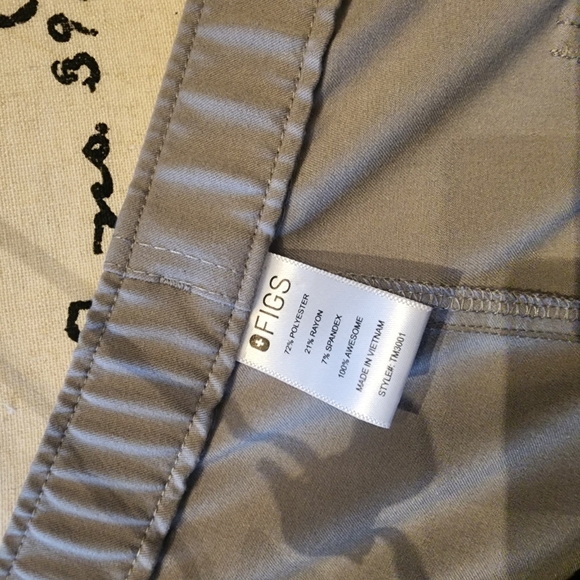 FIGS
72% POLYESTER
21% RAYON
7% SPANDEX
100% AWESOME
MADE IN VIETNAM
STYLE#: TM3001